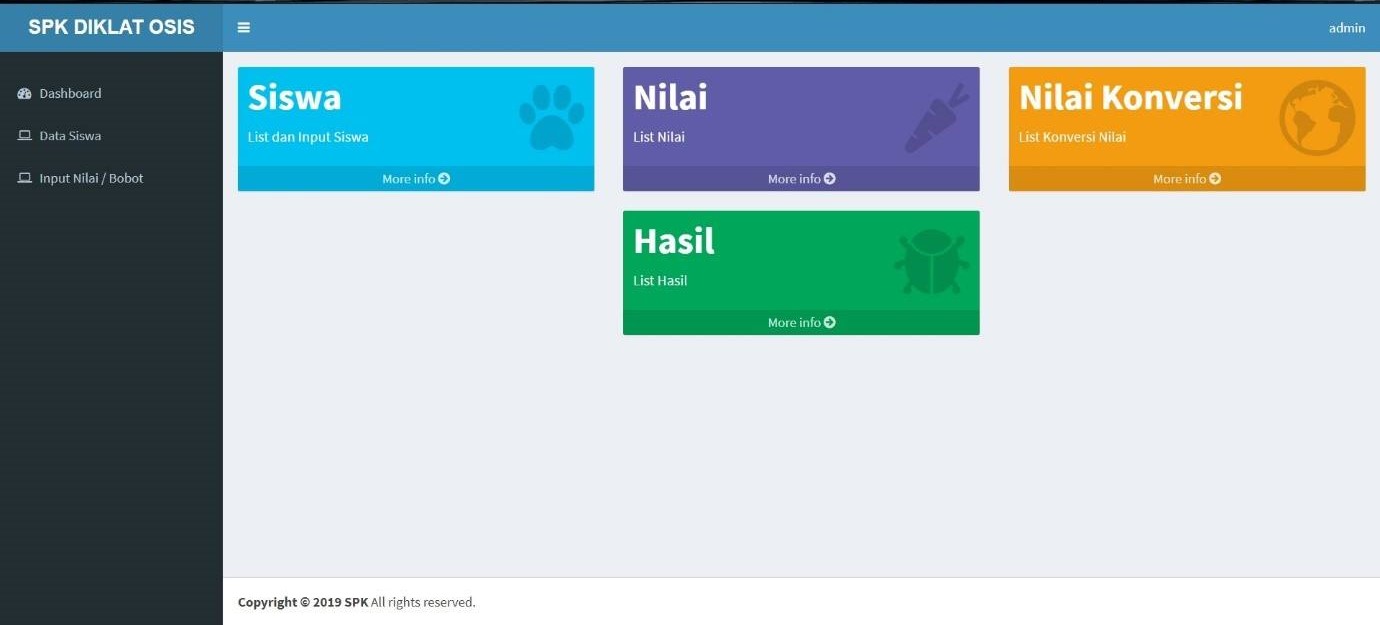 SPK DIKLAT OSIS
admin
Dashboard
Data Siswa
Input Nilai / Bobot
Siswa
List dan Input Siswa
More info
Nilai
List Nilai
More info
Nilai Konversi
List Konversi Nilai
More info
Hasil
List Hasil
More info
Copyright © 2019 SPK All rights reserved.